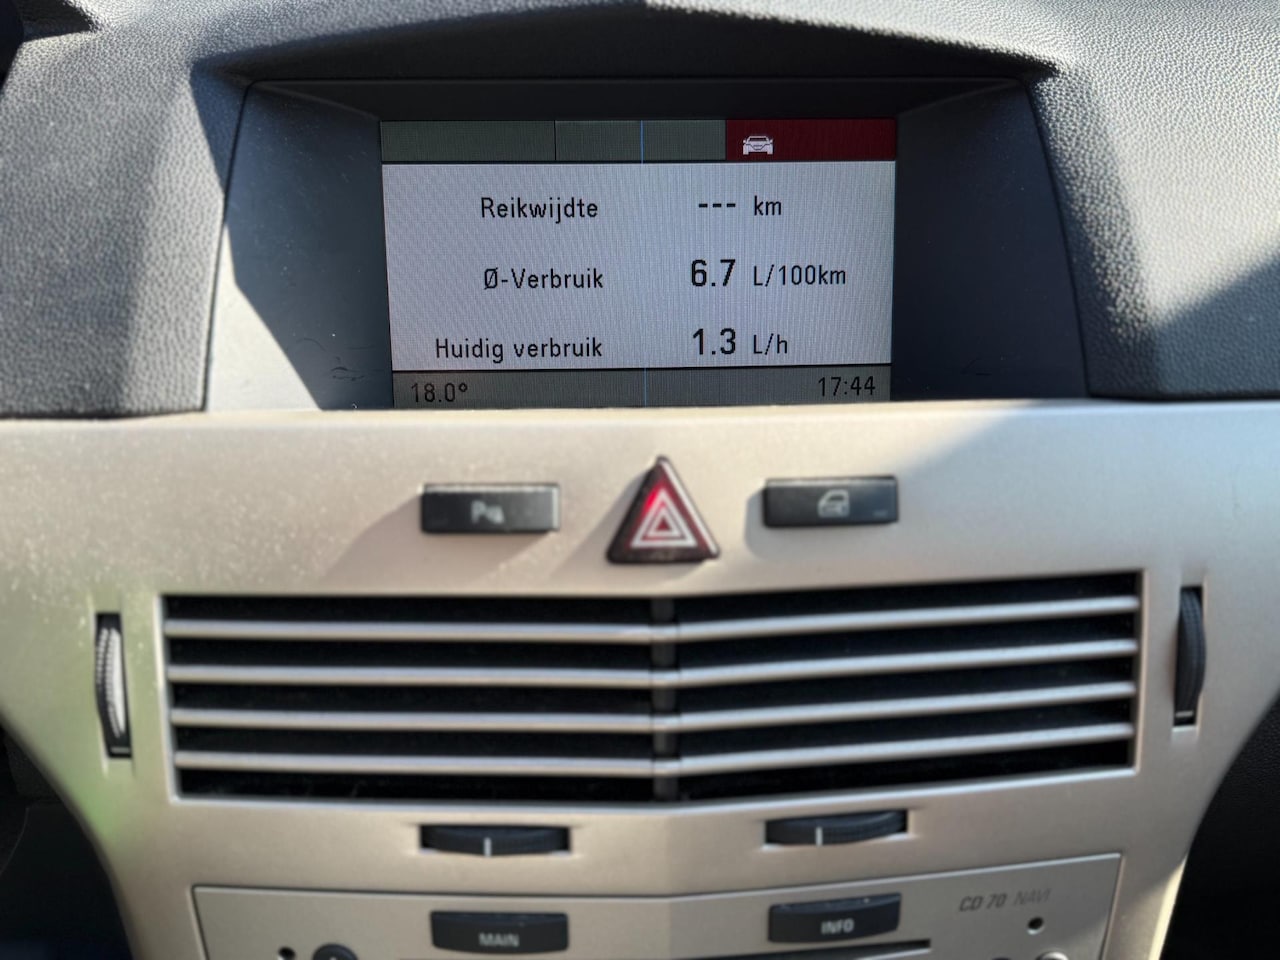 Reikwijdte --- km
Ø-Verbruik 6.7 L/100km
Huidig verbruik 1.3 L/h
18.0° 17:44
P
CD 70 NAVI
MAIN INFO